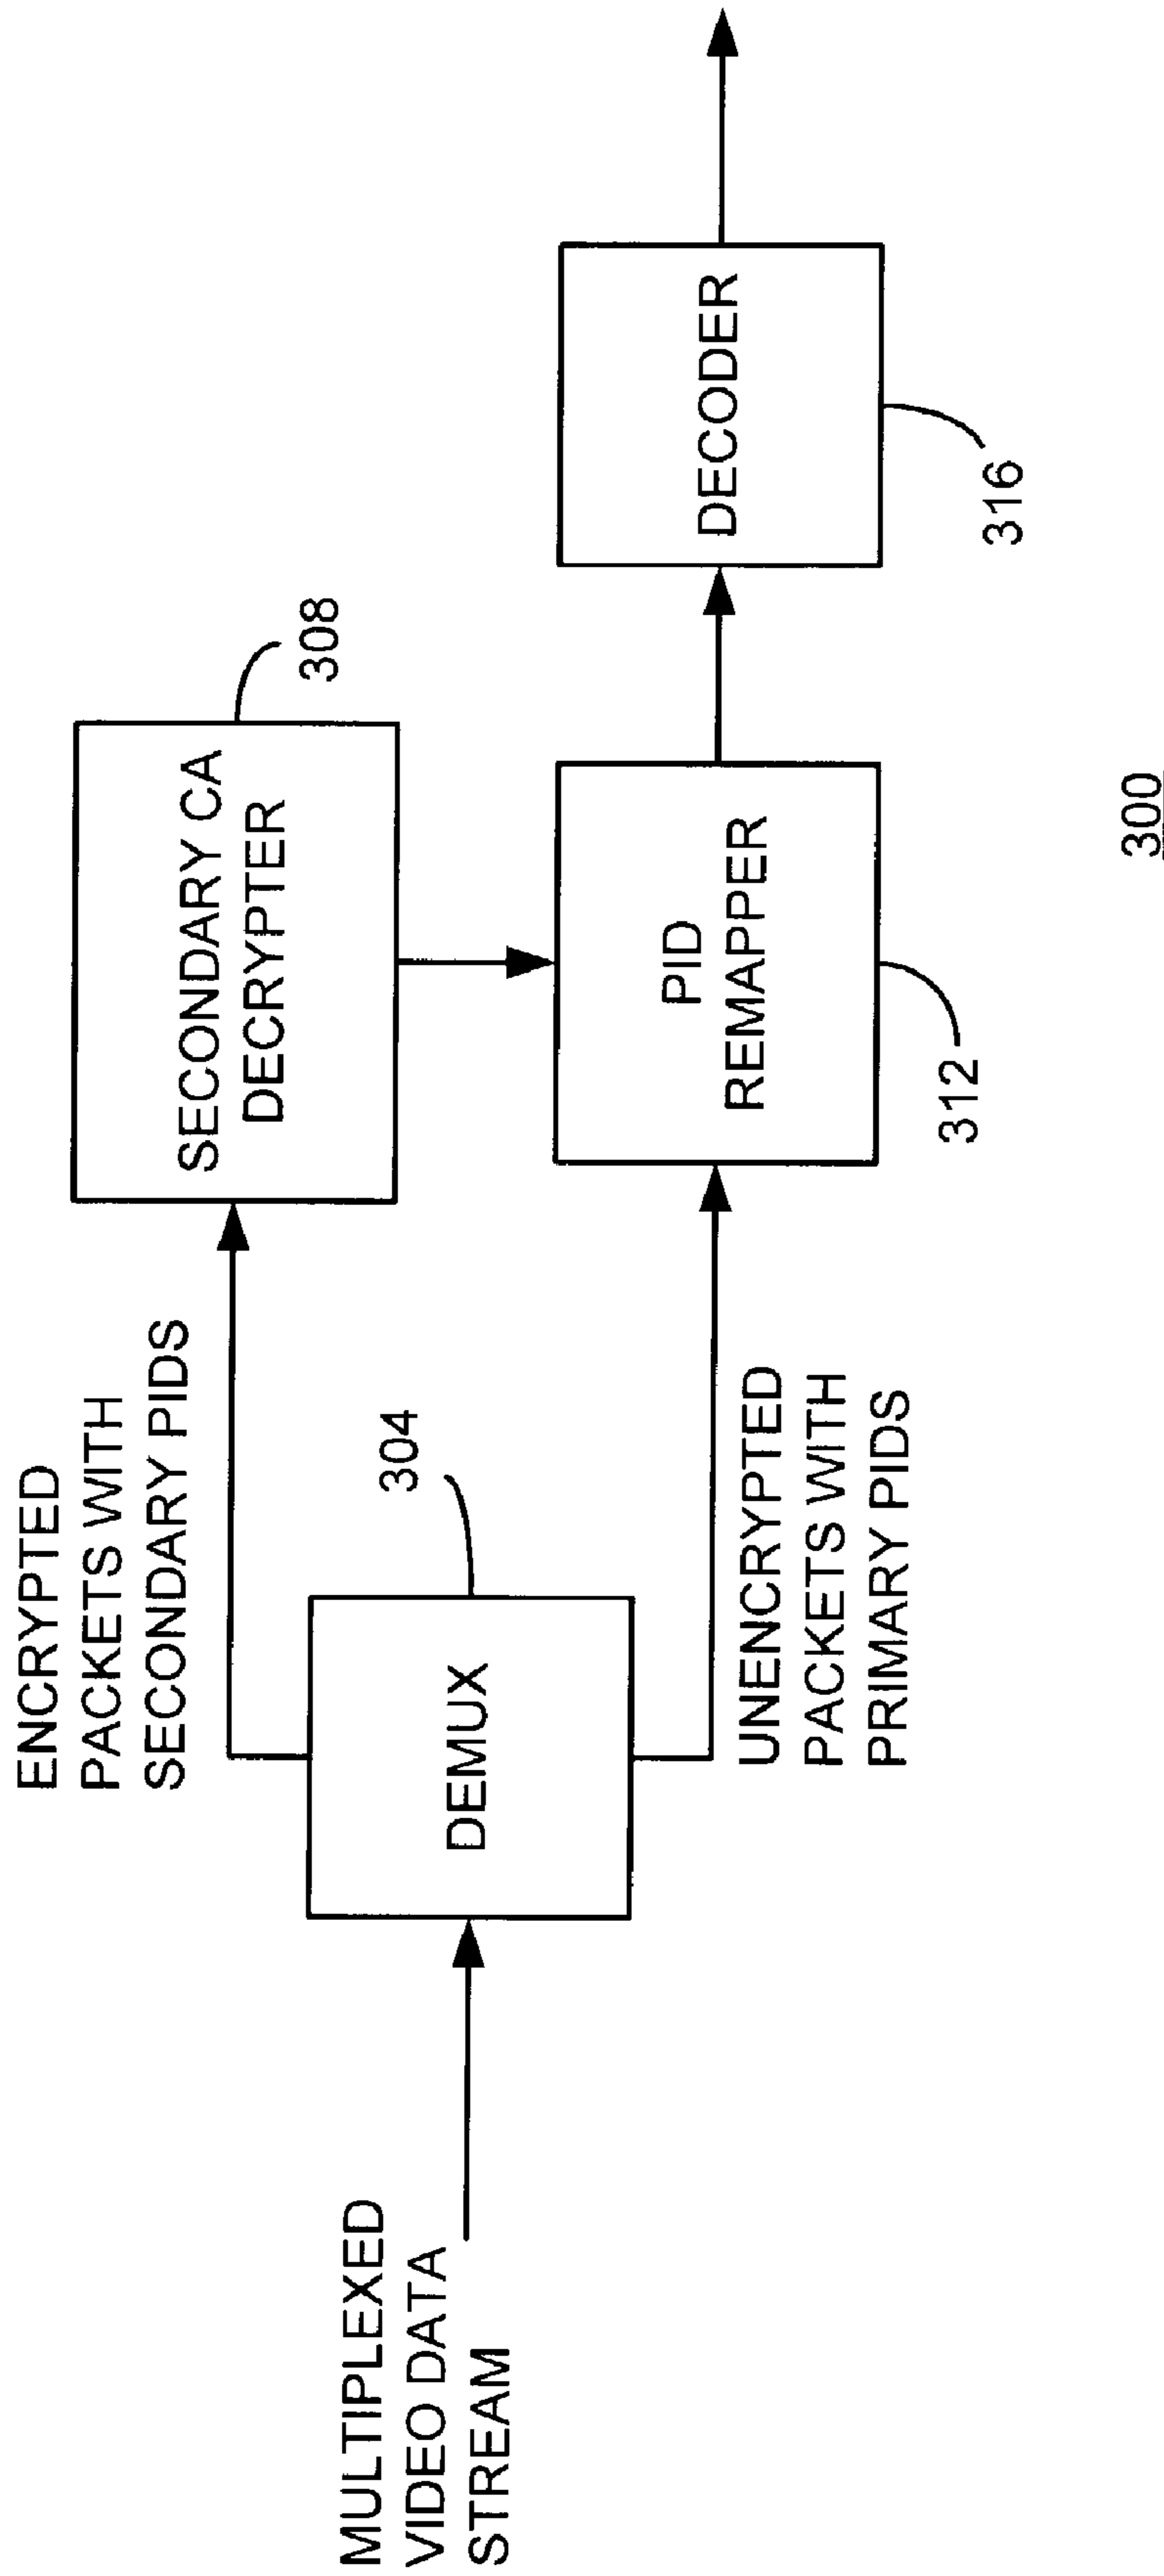 MULTIPLEXED
VIDEO DATA
STREAM
DEMUX
304
ENCRYPTED
PACKETS WITH
SECONDARY PIDS
UNENCRYPTED
PACKETS WITH
PRIMARY PIDS
SECONDARY CA
DECRYPTER
308
PID
REMAPPER
312
DECODER
316
300